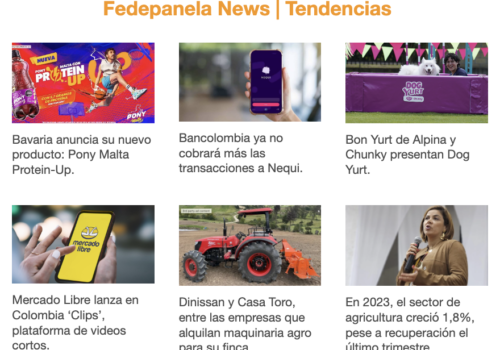 Fedepanela News | Tendencias
NUEVA
PROTEIN-UP
PONY
Bavaria anuncia su nuevo
producto: Pony Malta
Protein-Up.
Bancolombia ya no
cobrará más las
transacciones a Nequi.
DOG
YURT
Bon Yurt de Alpina y
Chunky presentan Dog
Yurt.
mercado
libre
Mercado Libre lanza en
Colombia ‘Clips’,
plataforma de videos
cortos.
Dinissan y Casa Toro,
entre las empresas que
alquilan maquinaria agro
para su finca.
En 2023, el sector de
agricultura creció 1,8%,
pese a recuperación el
último trimestre.